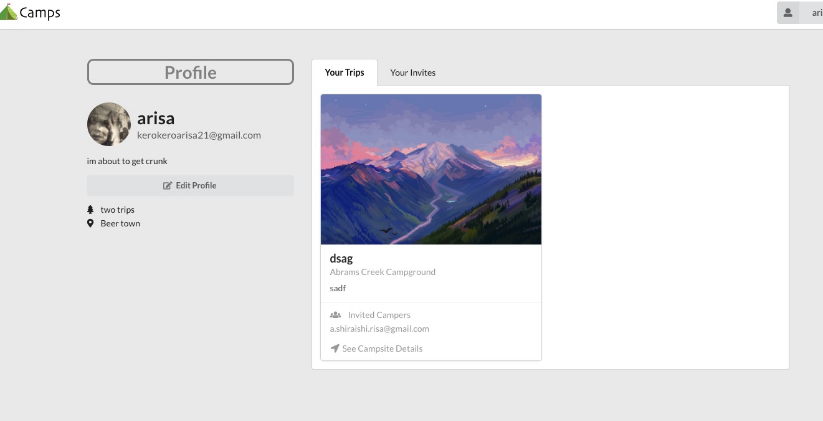 Camps
ari
Profile
arisa
kerokeroarisa21@gmail.com
im about to get crunk
Edit Profile
two trips
Beer town
Your Trips
Your Invites
dsag
Abrams Creek Campground
sadf
Invited Campers
a.shiraishi.risa@gmail.com
See Campsite Details